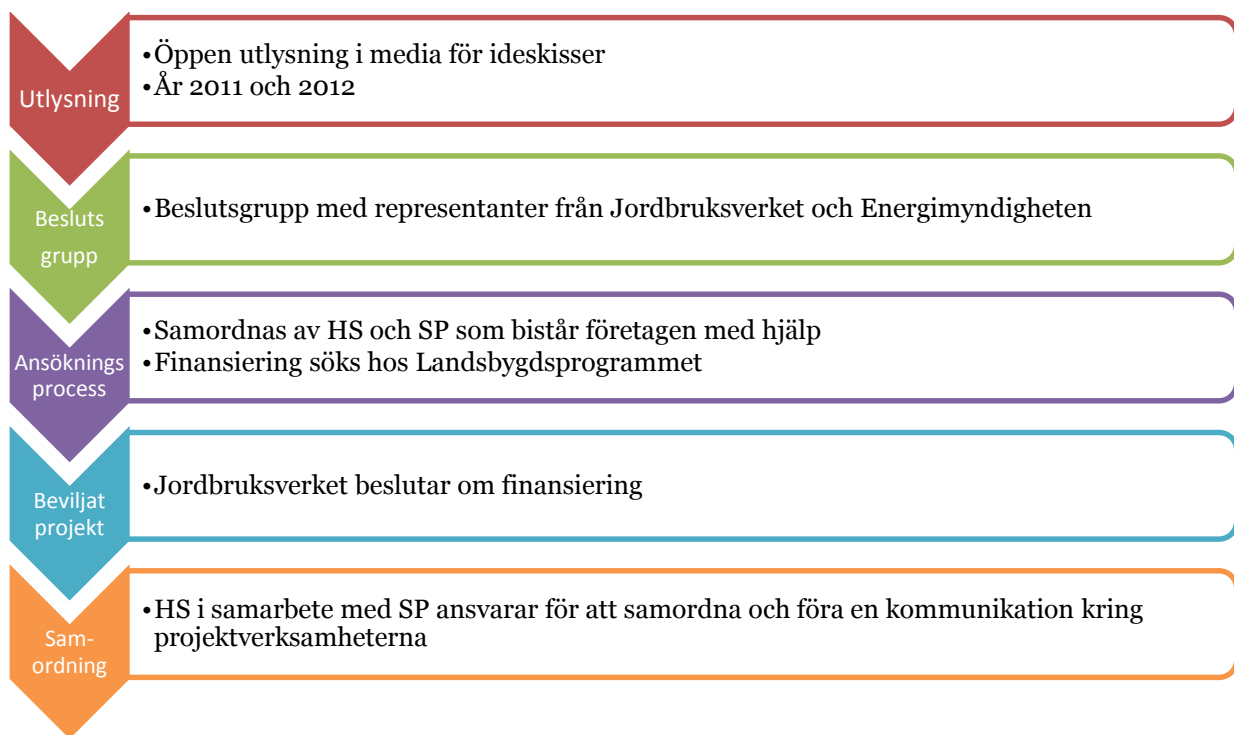 Utlysning
•Öppen utlysning i media för ideskisser
•År 2011 och 2012
Besluts
grupp
•Beslutsgrupp med representanter från Jordbruksverket och Energimyndigheten
Ansöknings
process
•Samordnas av HS och SP som bistår företagen med hjälp
•Finansiering söks hos Landsbygdsprogrammet
Beviljat
projekt
•Jordbruksverket beslutar om finansiering
Sam-
ordning
•HS i samarbete med SP ansvarar för att samordna och föra en kommunikation kring
projektverksamheterna